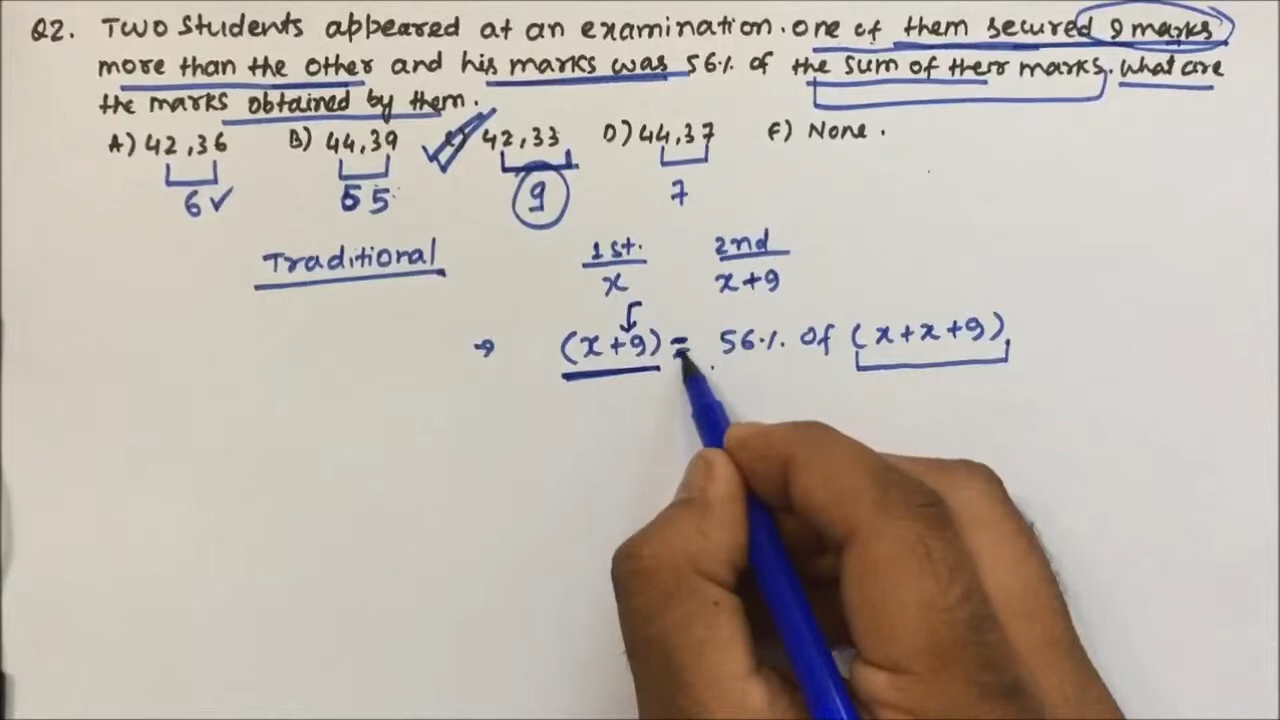 Q2. Two students appeared at an examination. one of them secured 9 marks
more than the other and his marks was 56% of the sum of their marks. what are
the marks obtained by them.
A) 42,36 B) 44,39 42,33 D) 44,37 E) None.
6 5 5 9 7
Traditional
1st. 2nd
x x+9
(x+9) = 56% of (x+x+9)